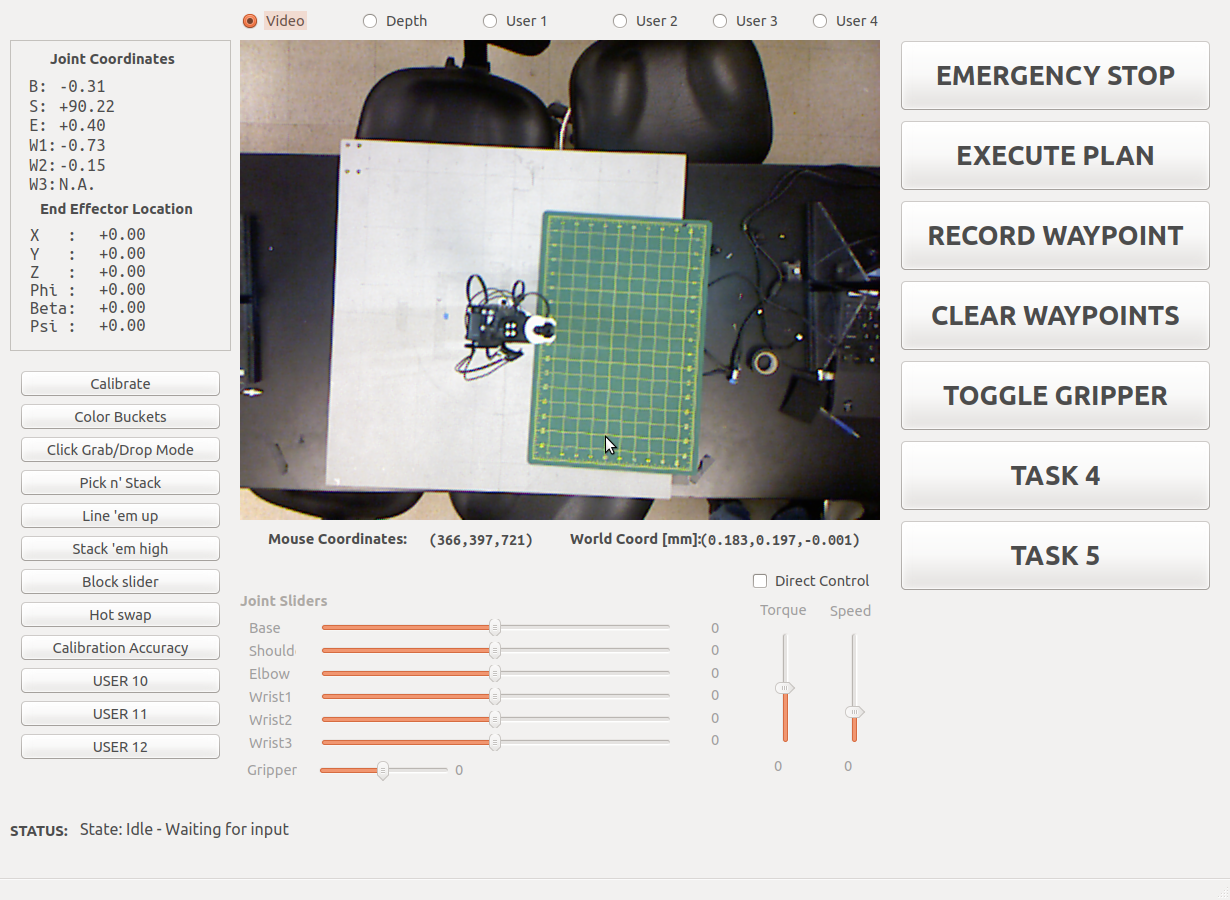 Video Depth User 1 User 2 User 3 User 4
Joint Coordinates
B: -0.31
S: +90.22
E: +0.40
W1:-0.73
W2:-0.15
W3:N.A.
End Effector Location
X : +0.00
Y : +0.00
Z : +0.00
Phi : +0.00
Beta: +0.00
Psi : +0.00
Calibrate
Color Buckets
Click Grab/Drop Mode
Pick n' Stack
Line 'em up
Stack 'em high
Block slider
Hot swap
Calibration Accuracy
USER 10
USER 11
USER 12
Mouse Coordinates: (366,397,721) World Coord [mm]:(0.183,0.197,-0.001)
Direct Control
Joint Sliders
Torque Speed
Base 0
Should 0
Elbow 0
Wrist1 0
Wrist2 0
Wrist3 0
Gripper 0
0 0
EMERGENCY STOP
EXECUTE PLAN
RECORD WAYPOINT
CLEAR WAYPOINTS
TOGGLE GRIPPER
TASK 4
TASK 5
STATUS: State: Idle - Waiting for input